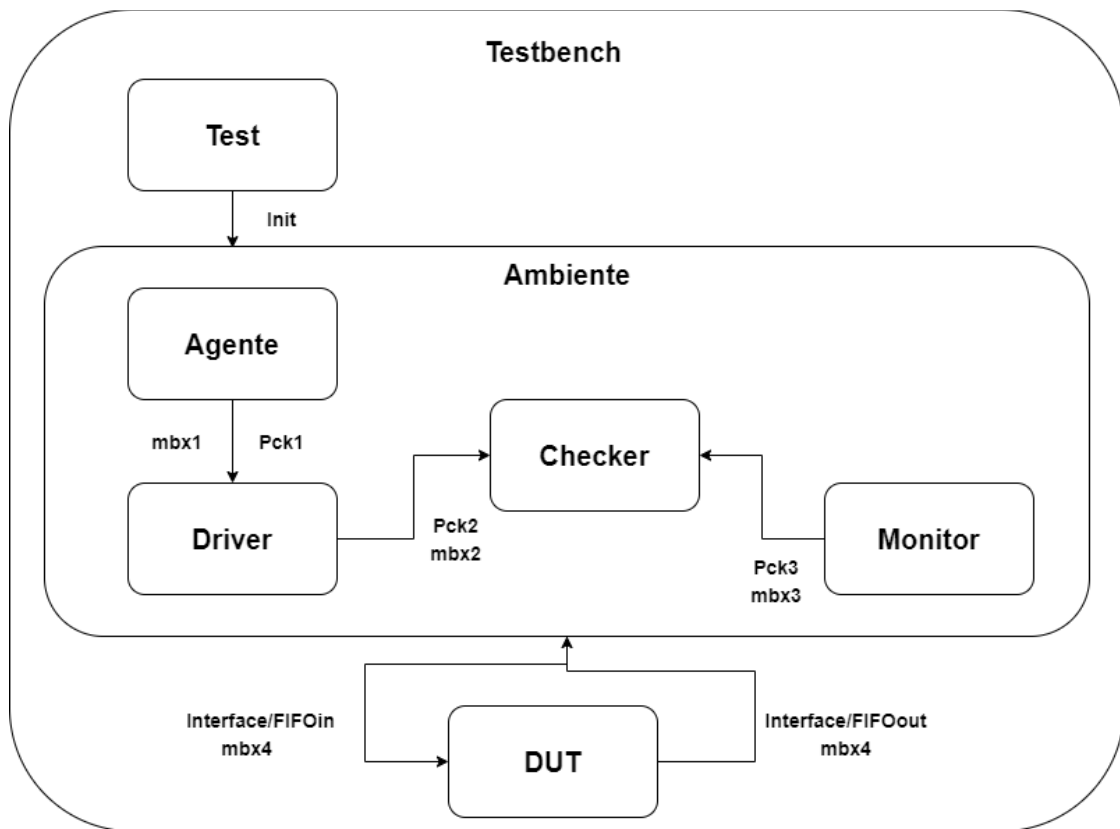 Testbench
Test
Init
Ambiente
Agente
mbx1
Pck1
Driver
Checker
Pck2
mbx2
Monitor
Pck3
mbx3
Interface/FIFOin
mbx4
DUT
Interface/FIFOout
mbx4